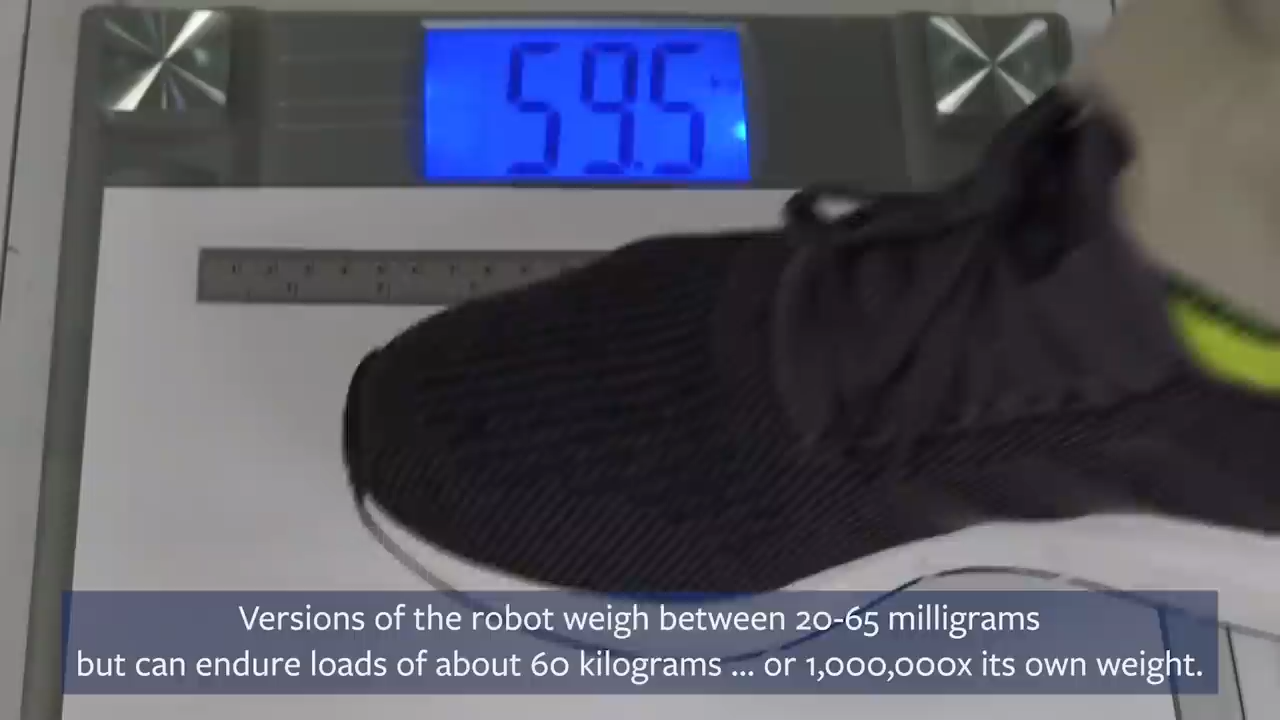 59.5
Versions of the robot weigh between 20-65 milligrams
but can endure loads of about 60 kilograms ... or 1,000,000x its own weight.